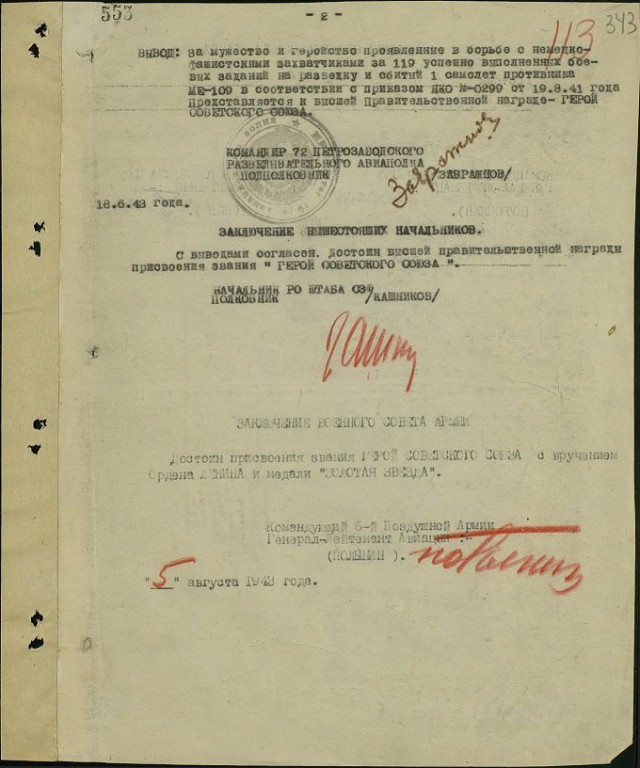 553
- 2 -
113
343
ВЫВОД: За мужество и геройство проявленные в борьбе с немецко-
фашистскими захватчиками за 119 успешно выполненных бое-
вых заданий на разведку и сбитый 1 самолет противника
МЕ-109 в соответствии с приказом НКО №-0299 от 19.8.41 года
Представляется к высшей Правительственной награде- ГЕРОЙ
СОВЕТСКОГО СОЮЗА.
КОМАНДИР 72 ПЕТРОЗАВОДСКОГО
РАЗВЕДЫВАТЕЛЬНОГО АВИАПОЛКА
ПОДПОЛКОВНИК /ЗАВРАЖНОВ/
18.6.43 года.
ЗАКЛЮЧЕНИЕ ВЫШЕСТОЯЩИХ НАЧАЛЬНИКОВ.
С выводами согласен. Достоин высшей правительственной награды
присвоения звания " ГЕРОЙ СОВЕТСКОГО СОЮЗА ".
НАЧАЛЬНИК РО ШТАБА СЗФ
ПОЛКОВНИК /КАШНИКОВ/
ЗАКЛЮЧЕНИЕ ВОЕННОГО СОВЕТА АРМИИ
Достоин присвоения звания ГЕРОЙ СОВЕТСКОГО СОЮЗА с вручением
Ордена ЛЕНИНА и медали "ЗОЛОТАЯ ЗВЕЗДА".
Командующий 6-й Воздушной Армии
Генерал-Лейтенант Авиации :-
(ПОЛЫНИН ).
"5" августа 1943 года.